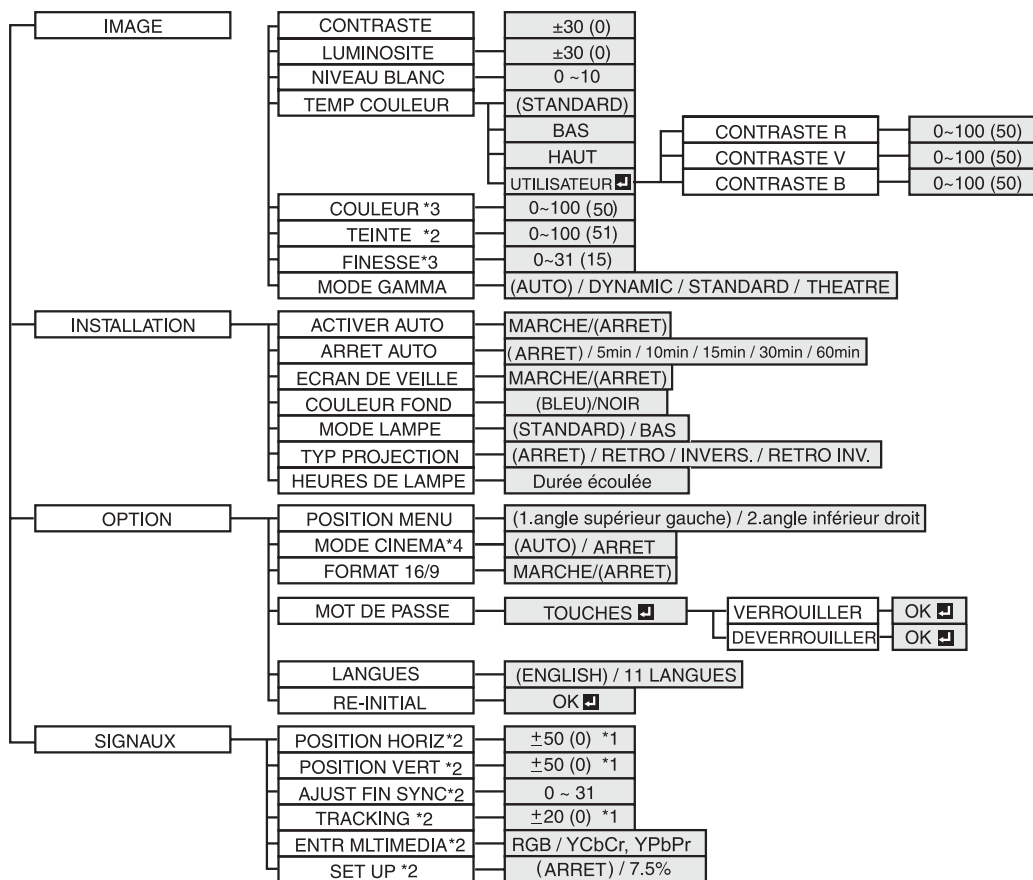 IMAGE
CONTRASTE ±30 (0)
LUMINOSITE ±30 (0)
NIVEAU BLANC 0 ~10
TEMP COULEUR (STANDARD)
BAS
HAUT
UTILISATEUR
CONTRASTE R 0~100 (50)
CONTRASTE V 0~100 (50)
CONTRASTE B 0~100 (50)
COULEUR *3 0~100 (50)
TEINTE *2 0~100 (51)
FINESSE*3 0~31 (15)
MODE GAMMA (AUTO) / DYNAMIC / STANDARD / THEATRE
INSTALLATION
ACTIVER AUTO MARCHE/(ARRET)
ARRET AUTO (ARRET) / 5min / 10min / 15min / 30min / 60min
ECRAN DE VEILLE MARCHE/(ARRET)
COULEUR FOND (BLEU)/NOIR
MODE LAMPE (STANDARD) / BAS
TYP PROJECTION (ARRET) / RETRO / INVERS. / RETRO INV.
HEURES DE LAMPE Durée écoulée
OPTION
POSITION MENU (1.angle supérieur gauche) / 2.angle inférieur droit
MODE CINEMA*4 (AUTO) / ARRET
FORMAT 16/9 MARCHE/(ARRET)
MOT DE PASSE TOUCHES
VERROUILLER OK
DEVERROUILLER OK
LANGUES (ENGLISH) / 11 LANGUES
RE-INITIAL OK
SIGNAUX
POSITION HORIZ*2 ±50 (0) *1
POSITION VERT *2 ±50 (0) *1
AJUST FIN SYNC*2 0 ~ 31
TRACKING *2 ±20 (0) *1
ENTR MLTIMEDIA*2 RGB / YCbCr, YPbPr
SET UP *2 (ARRET) / 7.5%